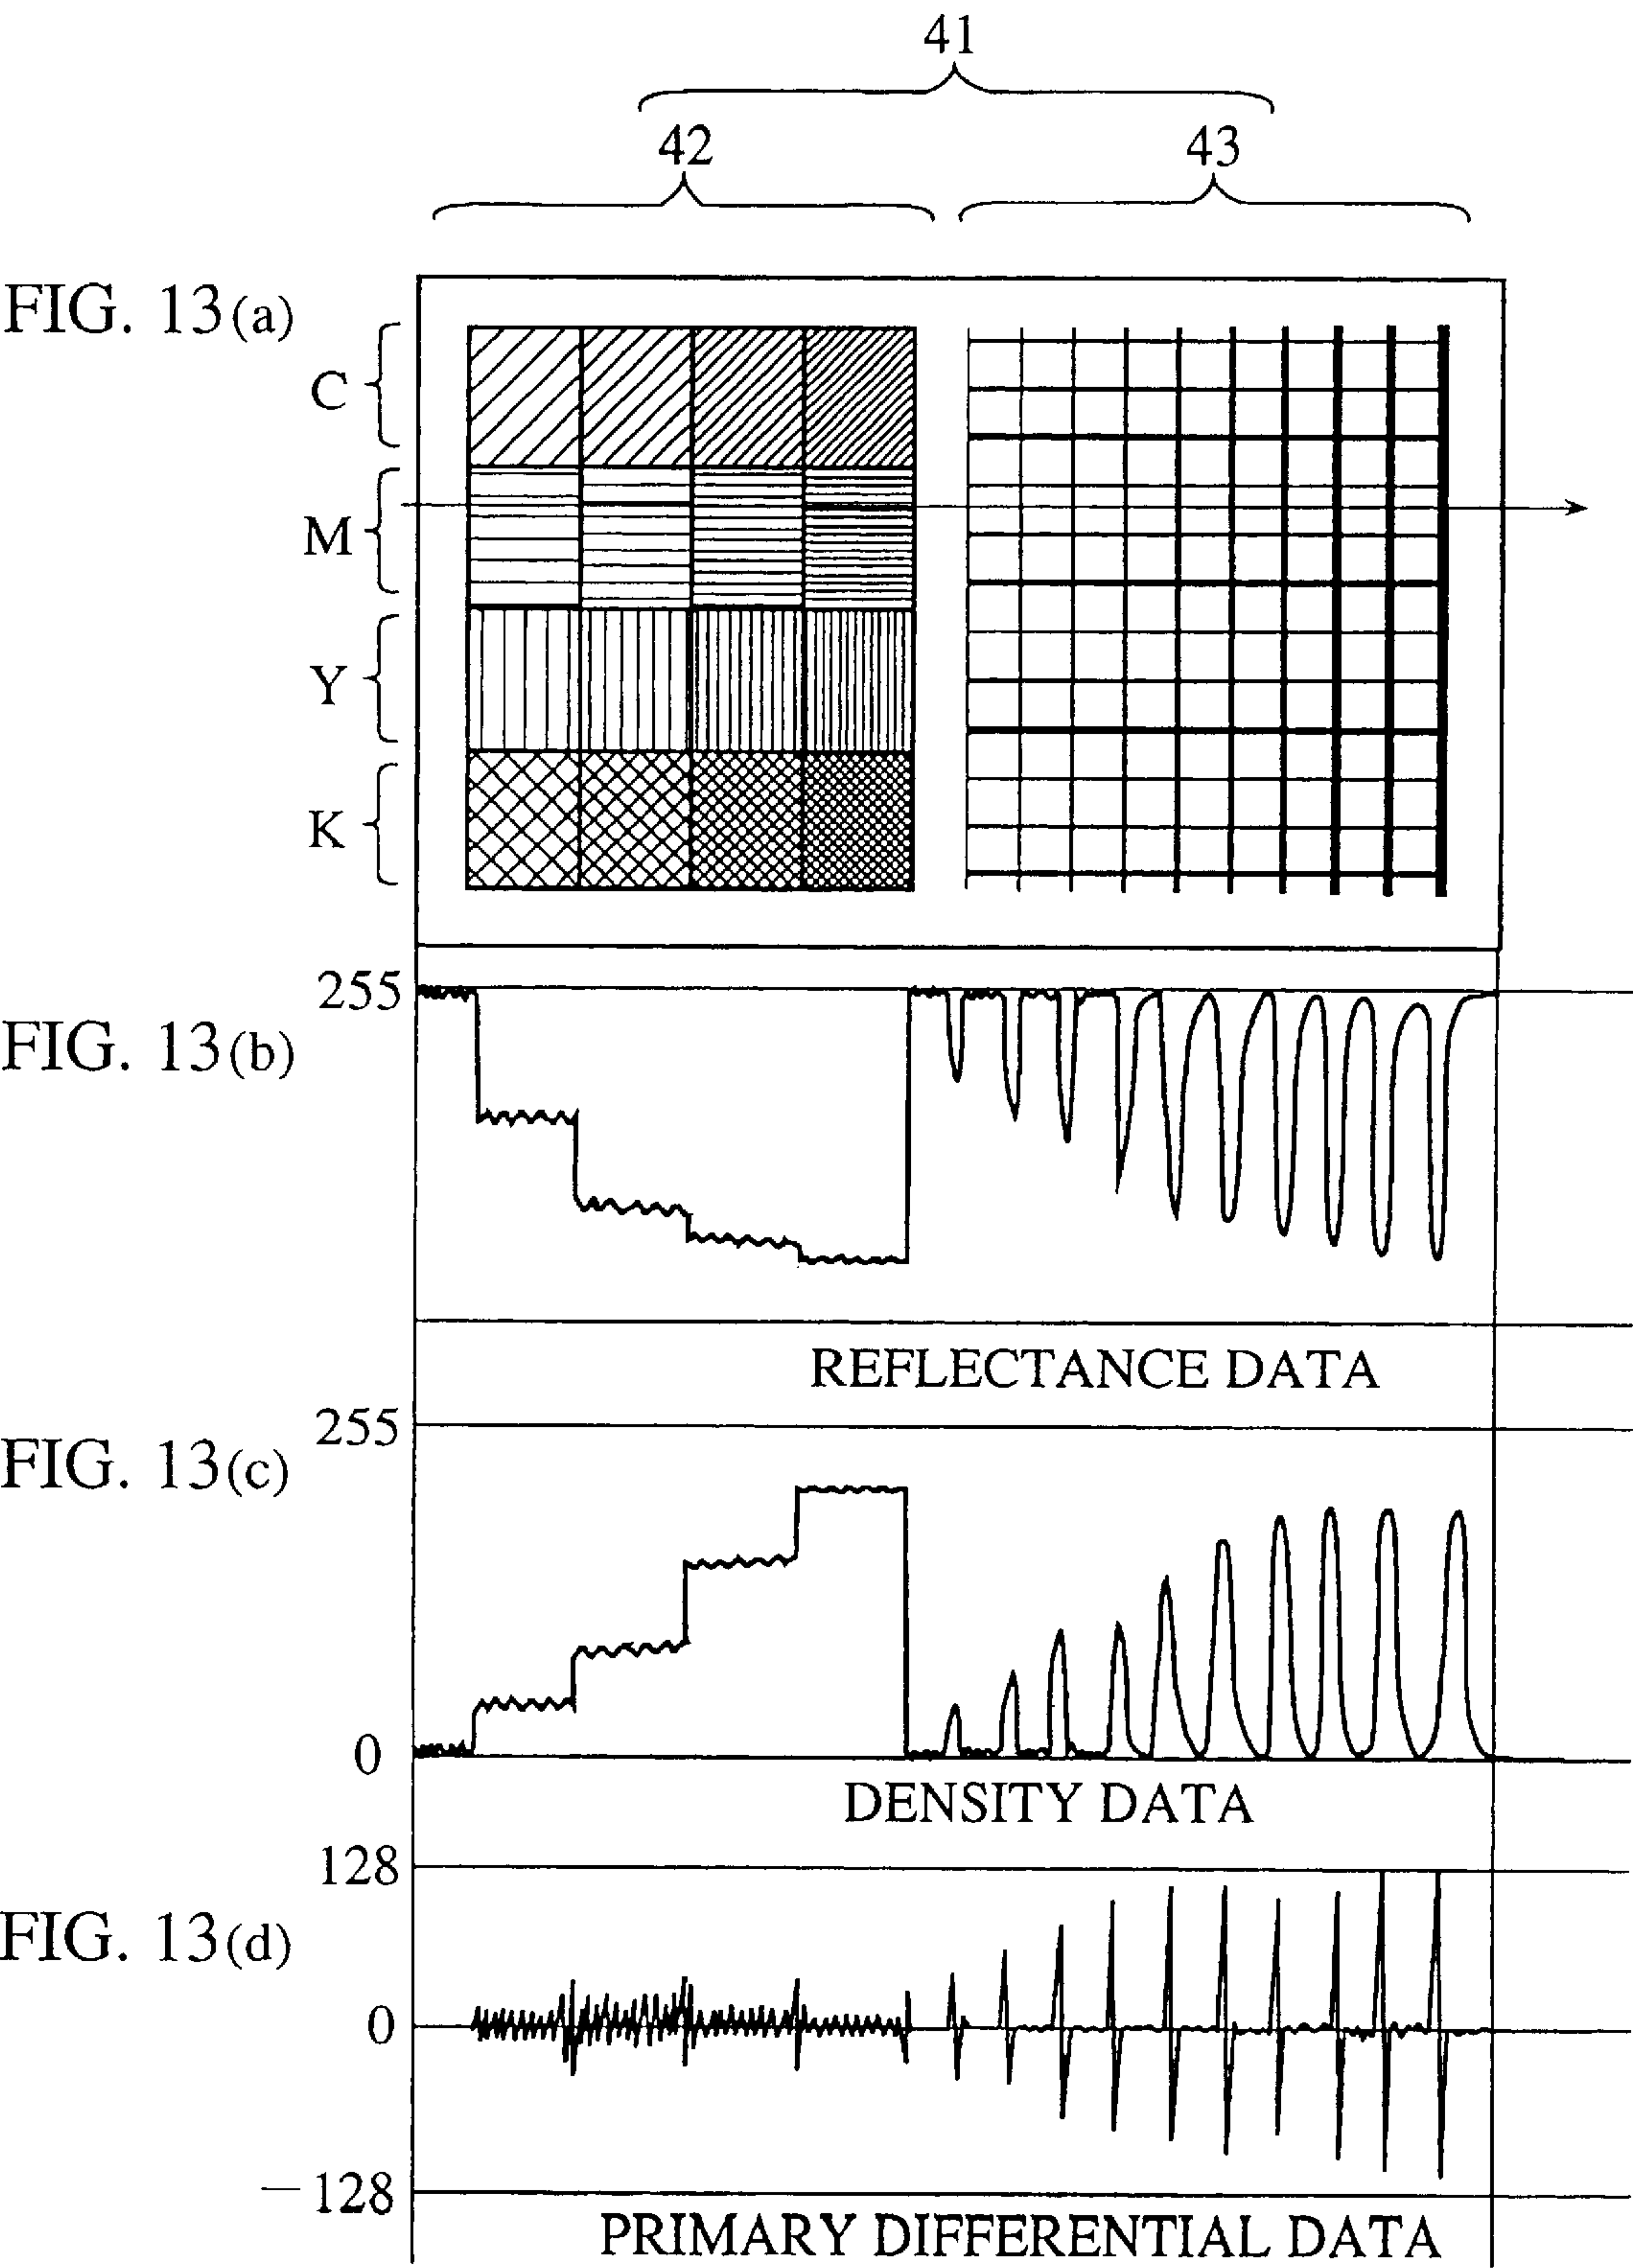 41
42 43
FIG. 13(a)
C
M
Y
K
255
FIG. 13(b)
REFLECTANCE DATA
255
FIG. 13(c)
0
DENSITY DATA
128
FIG. 13(d)
0
—128
PRIMARY DIFFERENTIAL DATA